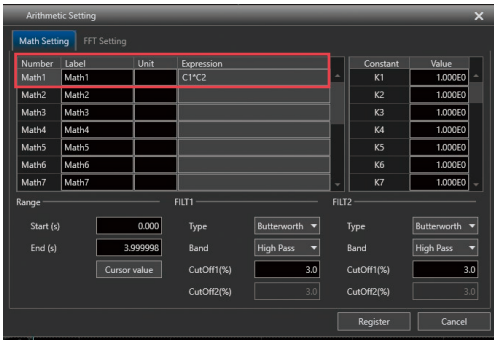 Arithmetic Setting
Math Setting FFT Setting
Number Label Unit Expression Constant Value
Math1 Math1 C1*C2 K1 1.000E0
Math2 Math2 K2 1.000E0
Math3 Math3 K3 1.000E0
Math4 Math4 K4 1.000E0
Math5 Math5 K5 1.000E0
Math6 Math6 K6 1.000E0
Math7 Math7 K7 1.000E0
Range FILT1 FILT2
Start (s) 0.000 Type Butterworth Type Butterworth
End (s) 3.999998 Band High Pass Band High Pass
Cursor value CutOff1(%) 3.0 CutOff1(%) 3.0
CutOff2(%) 3.0 CutOff2(%) 3.0
Register Cancel